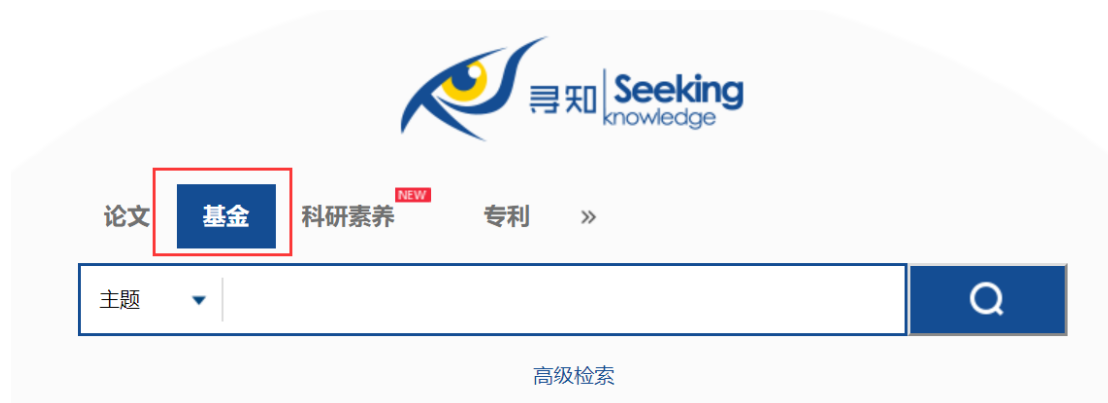 寻知 Seeking
knowledge
论文 基金 科研素养 NEW 专利 »
主题
高级检索